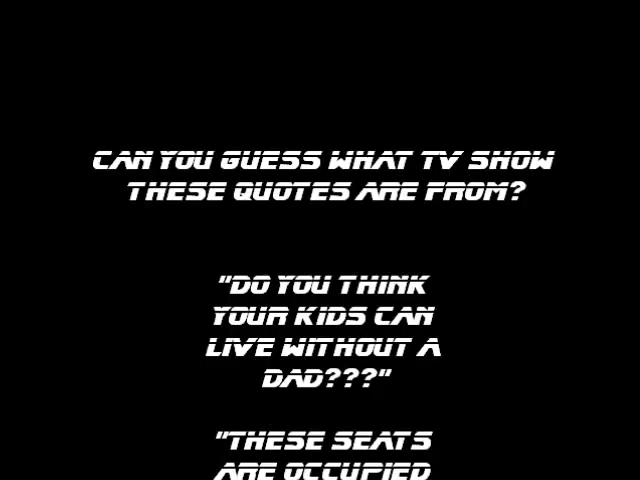 CAN YOU GUESS WHAT TV SHOW
THESE QUOTES ARE FROM?
"DO YOU THINK
YOUR KIDS CAN
LIVE WITHOUT A
DAD???"
"THESE SEATS
ARE OCCUPIED